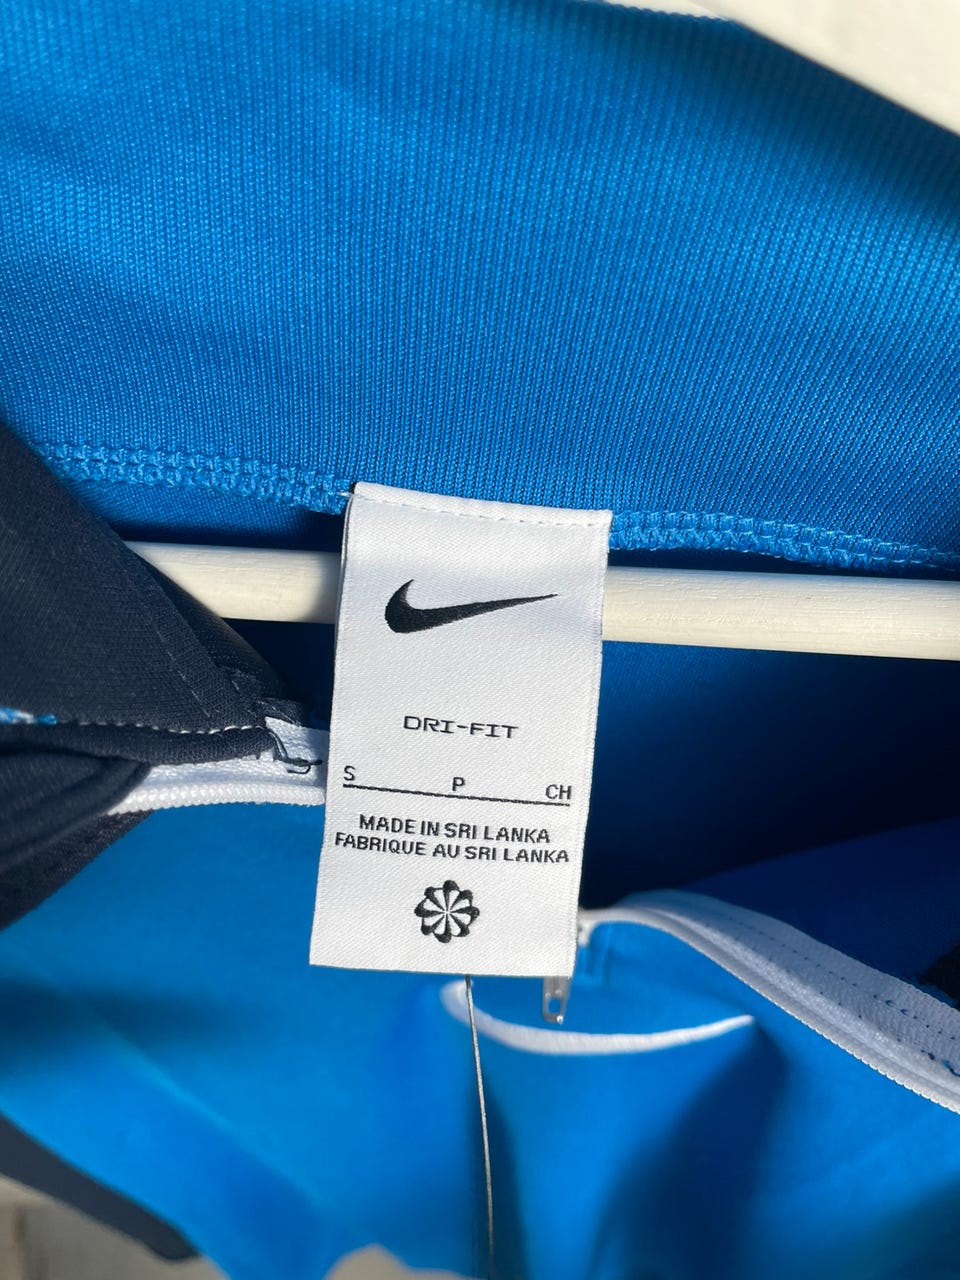 DRI-FIT
S P CH
MADE IN SRI LANKA
FABRIQUE AU SRI LANKA